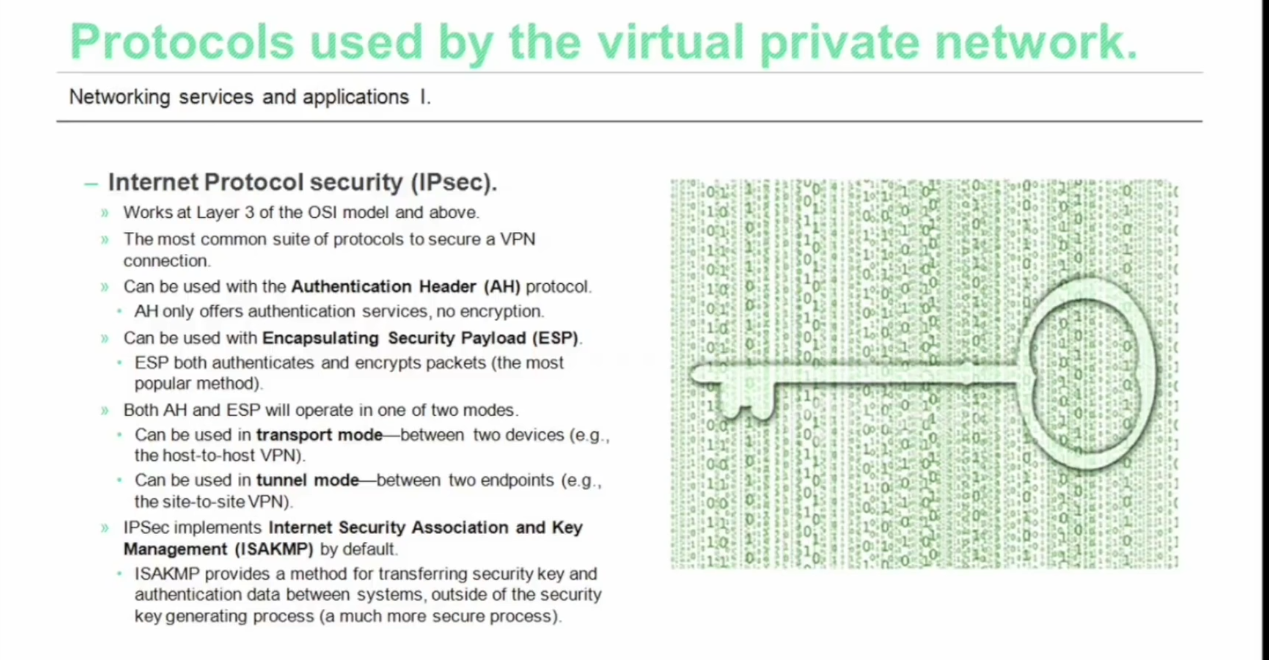 Protocols used by the virtual private network.
Networking services and applications I.
– Internet Protocol security (IPsec).
» Works at Layer 3 of the OSI model and above.
» The most common suite of protocols to secure a VPN
connection.
» Can be used with the Authentication Header (AH) protocol.
• AH only offers authentication services, no encryption.
» Can be used with Encapsulating Security Payload (ESP).
• ESP both authenticates and encrypts packets (the most
popular method).
» Both AH and ESP will operate in one of two modes.
• Can be used in transport mode—between two devices (e.g.,
the host-to-host VPN).
• Can be used in tunnel mode—between two endpoints (e.g.,
the site-to-site VPN).
» IPSec implements Internet Security Association and Key
Management (ISAKMP) by default.
• ISAKMP provides a method for transferring security key and
authentication data between systems, outside of the security
key generating process (a much more secure process).